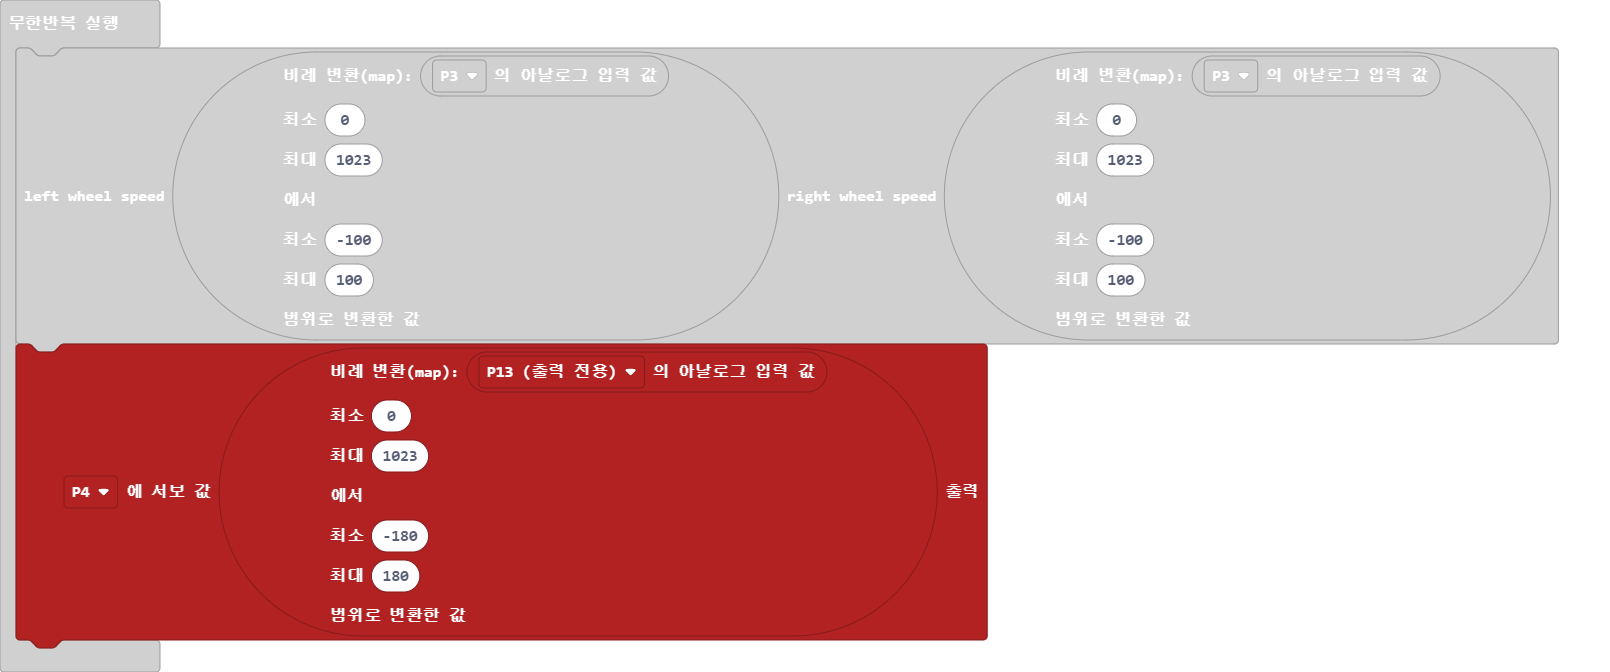 무한반복 실행
left wheel speed
비례 변환(map): P3 의 아날로그 입력 값
최소 0
최대 1023
에서
최소 -100
최대 100
범위로 변환한 값
right wheel speed
비례 변환(map): P3 의 아날로그 입력 값
최소 0
최대 1023
에서
최소 -100
최대 100
범위로 변환한 값
P4 에 서보 값
비례 변환(map): P13 (출력 전용) 의 아날로그 입력 값
최소 0
최대 1023
에서
최소 -180
최대 180
범위로 변환한 값
출력